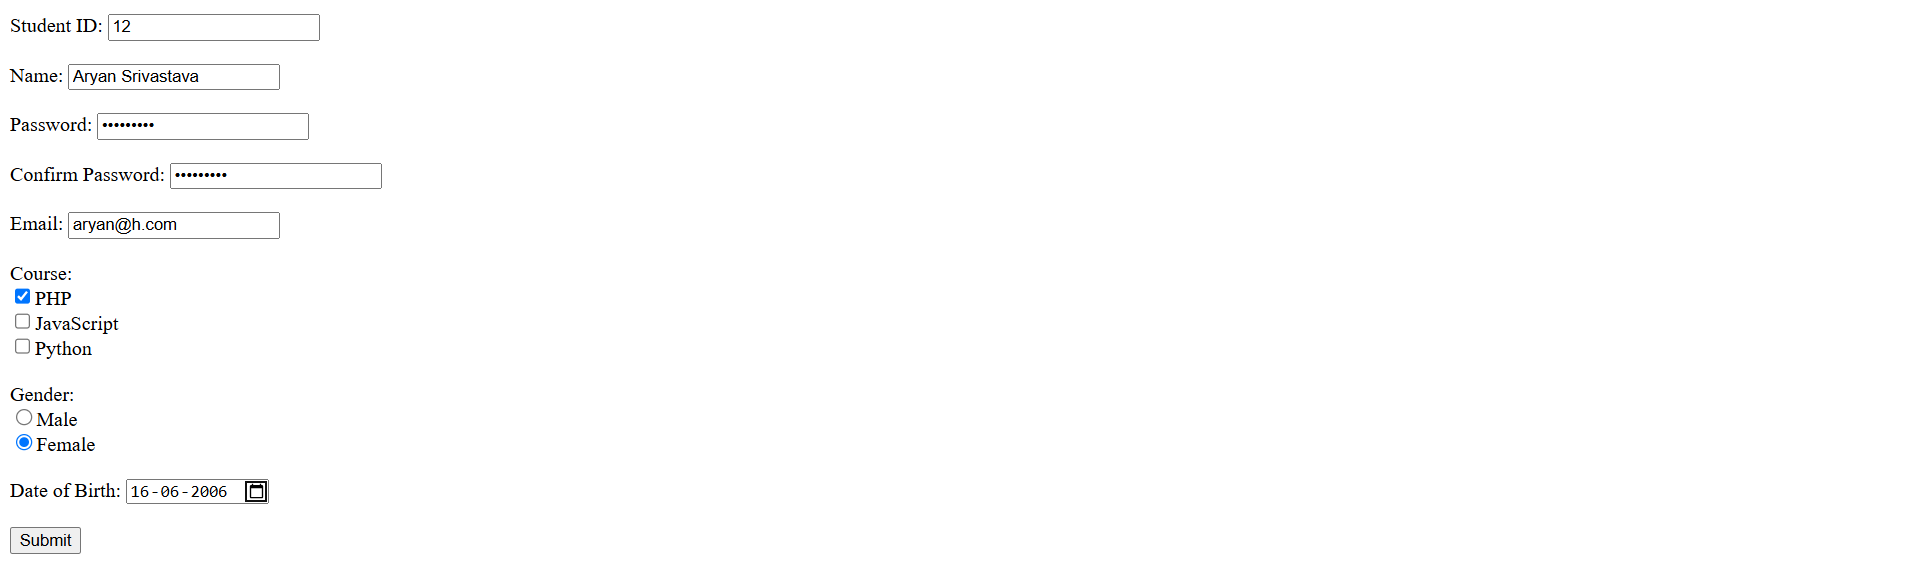 Student ID: 12
Name: Aryan Srivastava
Password: •••••••••
Confirm Password: •••••••••
Email: aryan@h.com
Course:
PHP
JavaScript
Python
Gender:
Male
Female
Date of Birth: 16-06-2006
Submit